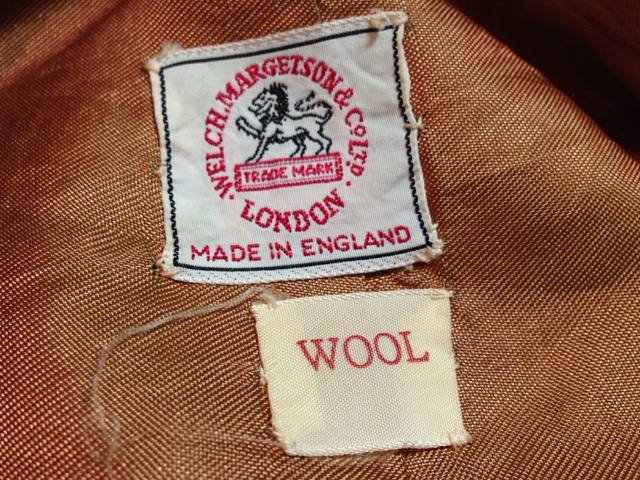 WELCH, MARGETSON & CO LTD.
TRADE MARK
LONDON
MADE IN ENGLAND
WOOL